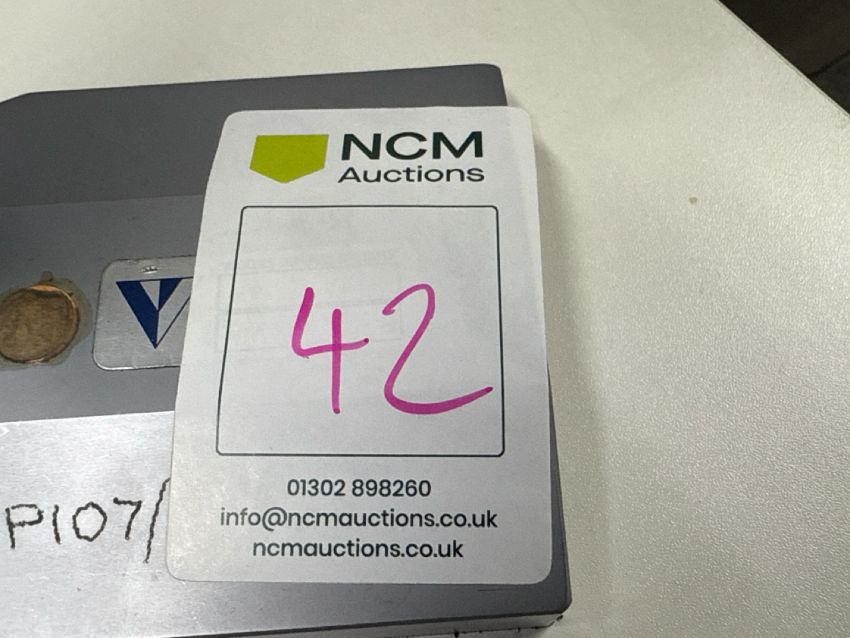 NCM
Auctions
42
P107/
01302 898260
info@ncmauctions.co.uk
ncmauctions.co.uk